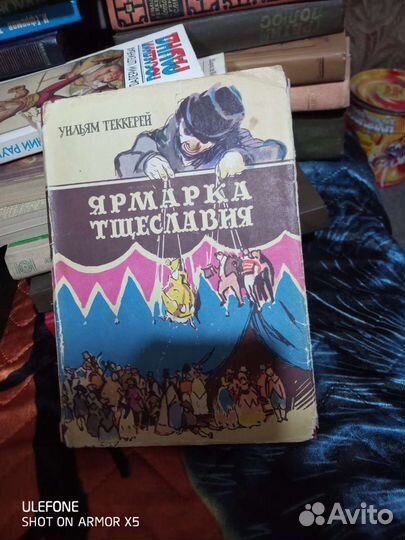 УИЛЬЯМ ТЕККЕРЕЙ
ЯРМАРКА
ТЩЕСЛАВИЯ
ULEFONE
SHOT ON ARMOR X5
Avito